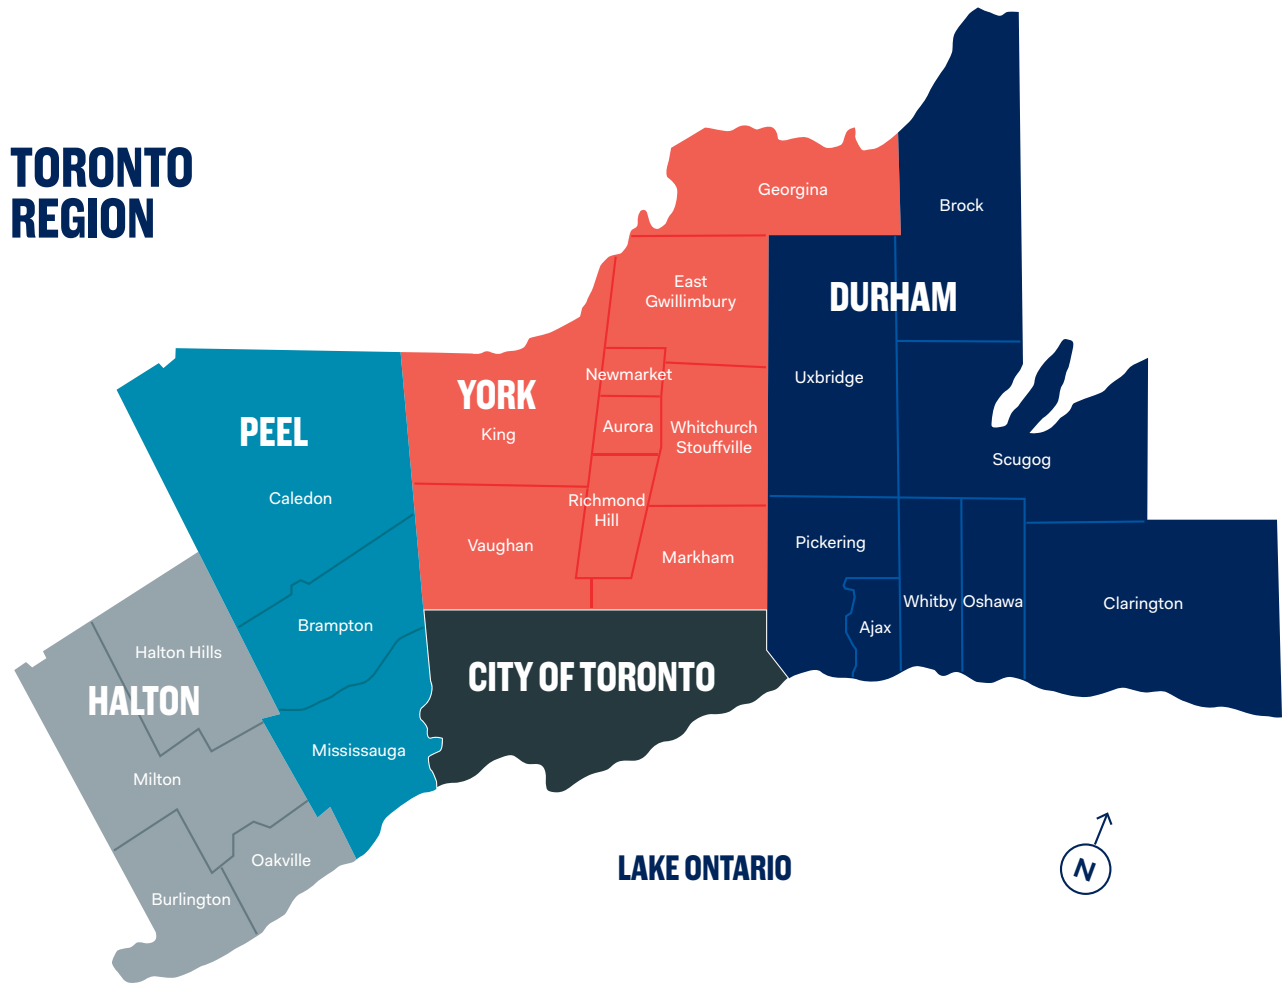 TORONTO
REGION
Georgina
Brock
East
Gwillimbury
DURHAM
Newmarket
Uxbridge
YORK
King
Aurora
Whitchurch
Stouffville
PEEL
Scugog
Caledon
Richmond
Hill
Vaughan
Markham
Pickering
Whitby
Oshawa
Clarington
Ajax
Brampton
Halton Hills
CITY OF TORONTO
HALTON
Mississauga
Milton
Oakville
Burlington
LAKE ONTARIO
N